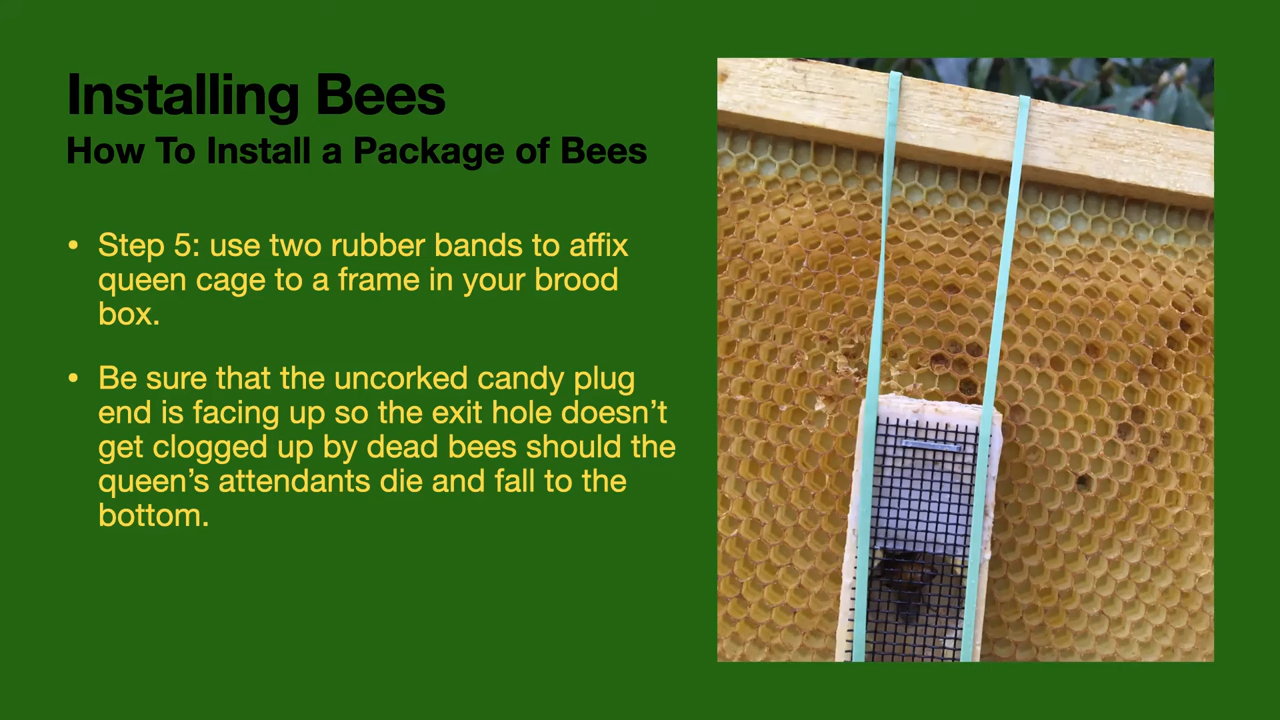 Installing Bees
How To Install a Package of Bees
• Step 5: use two rubber bands to affix
queen cage to a frame in your brood
box.
• Be sure that the uncorked candy plug
end is facing up so the exit hole doesn’t
get clogged up by dead bees should the
queen’s attendants die and fall to the
bottom.